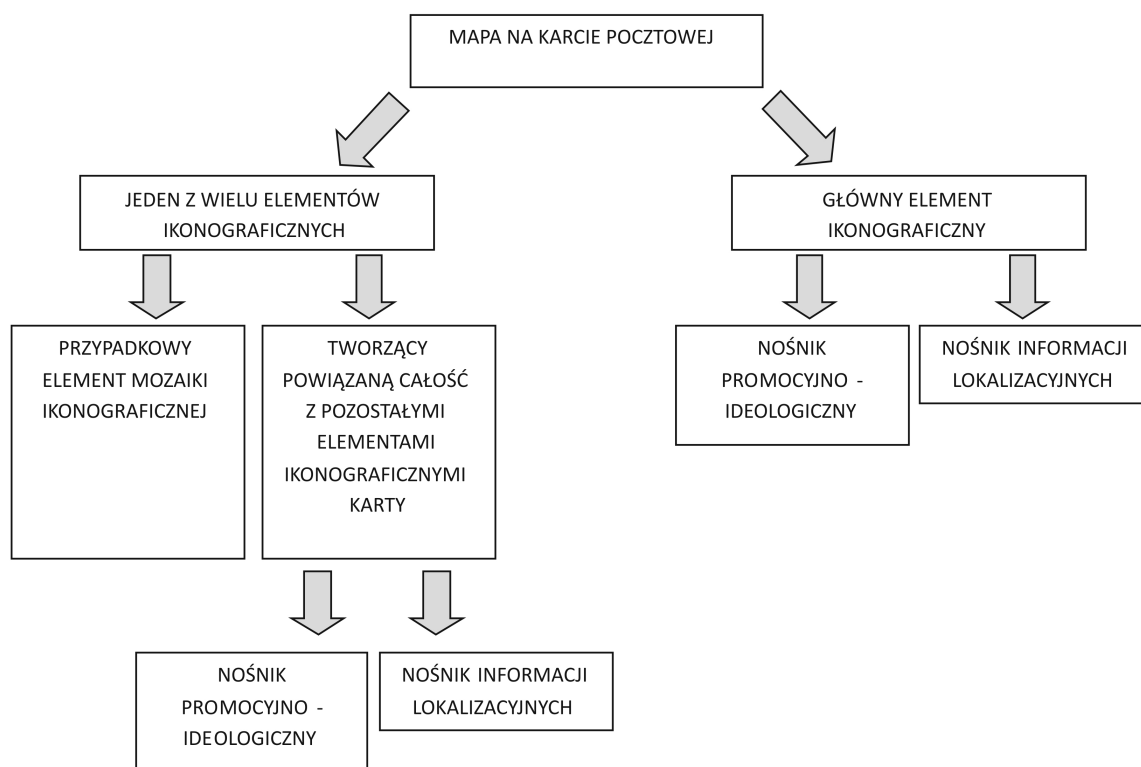 MAPA NA KARCIE POCZTOWEJ
JEDEN Z WIELU ELEMENTÓW
IKONOGRAFICZNYCH
GŁÓWNY ELEMENT
IKONOGRAFICZNY
PRZYPADKOWY
ELEMENT MOZAIKI
IKONOGRAFICZNEJ
TWORZĄCY
POWIĄZANĄ CAŁOŚĆ
Z POZOSTAŁYMI
ELEMENTAMI
IKONOGRAFICZNYMI
KARTY
NOŚNIK
PROMOCYJNO -
IDEOLOGICZNY
NOŚNIK INFORMACJI
LOKALIZACYJNYCH
NOŚNIK
PROMOCYJNO -
IDEOLOGICZNY
NOŚNIK INFORMACJI
LOKALIZACYJNYCH